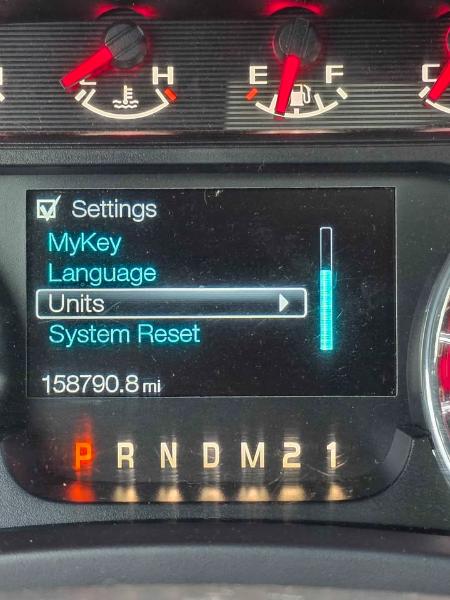 C H E F C
Settings
MyKey
Language
Units
System Reset
158790.8 mi
P R N D M 2 1